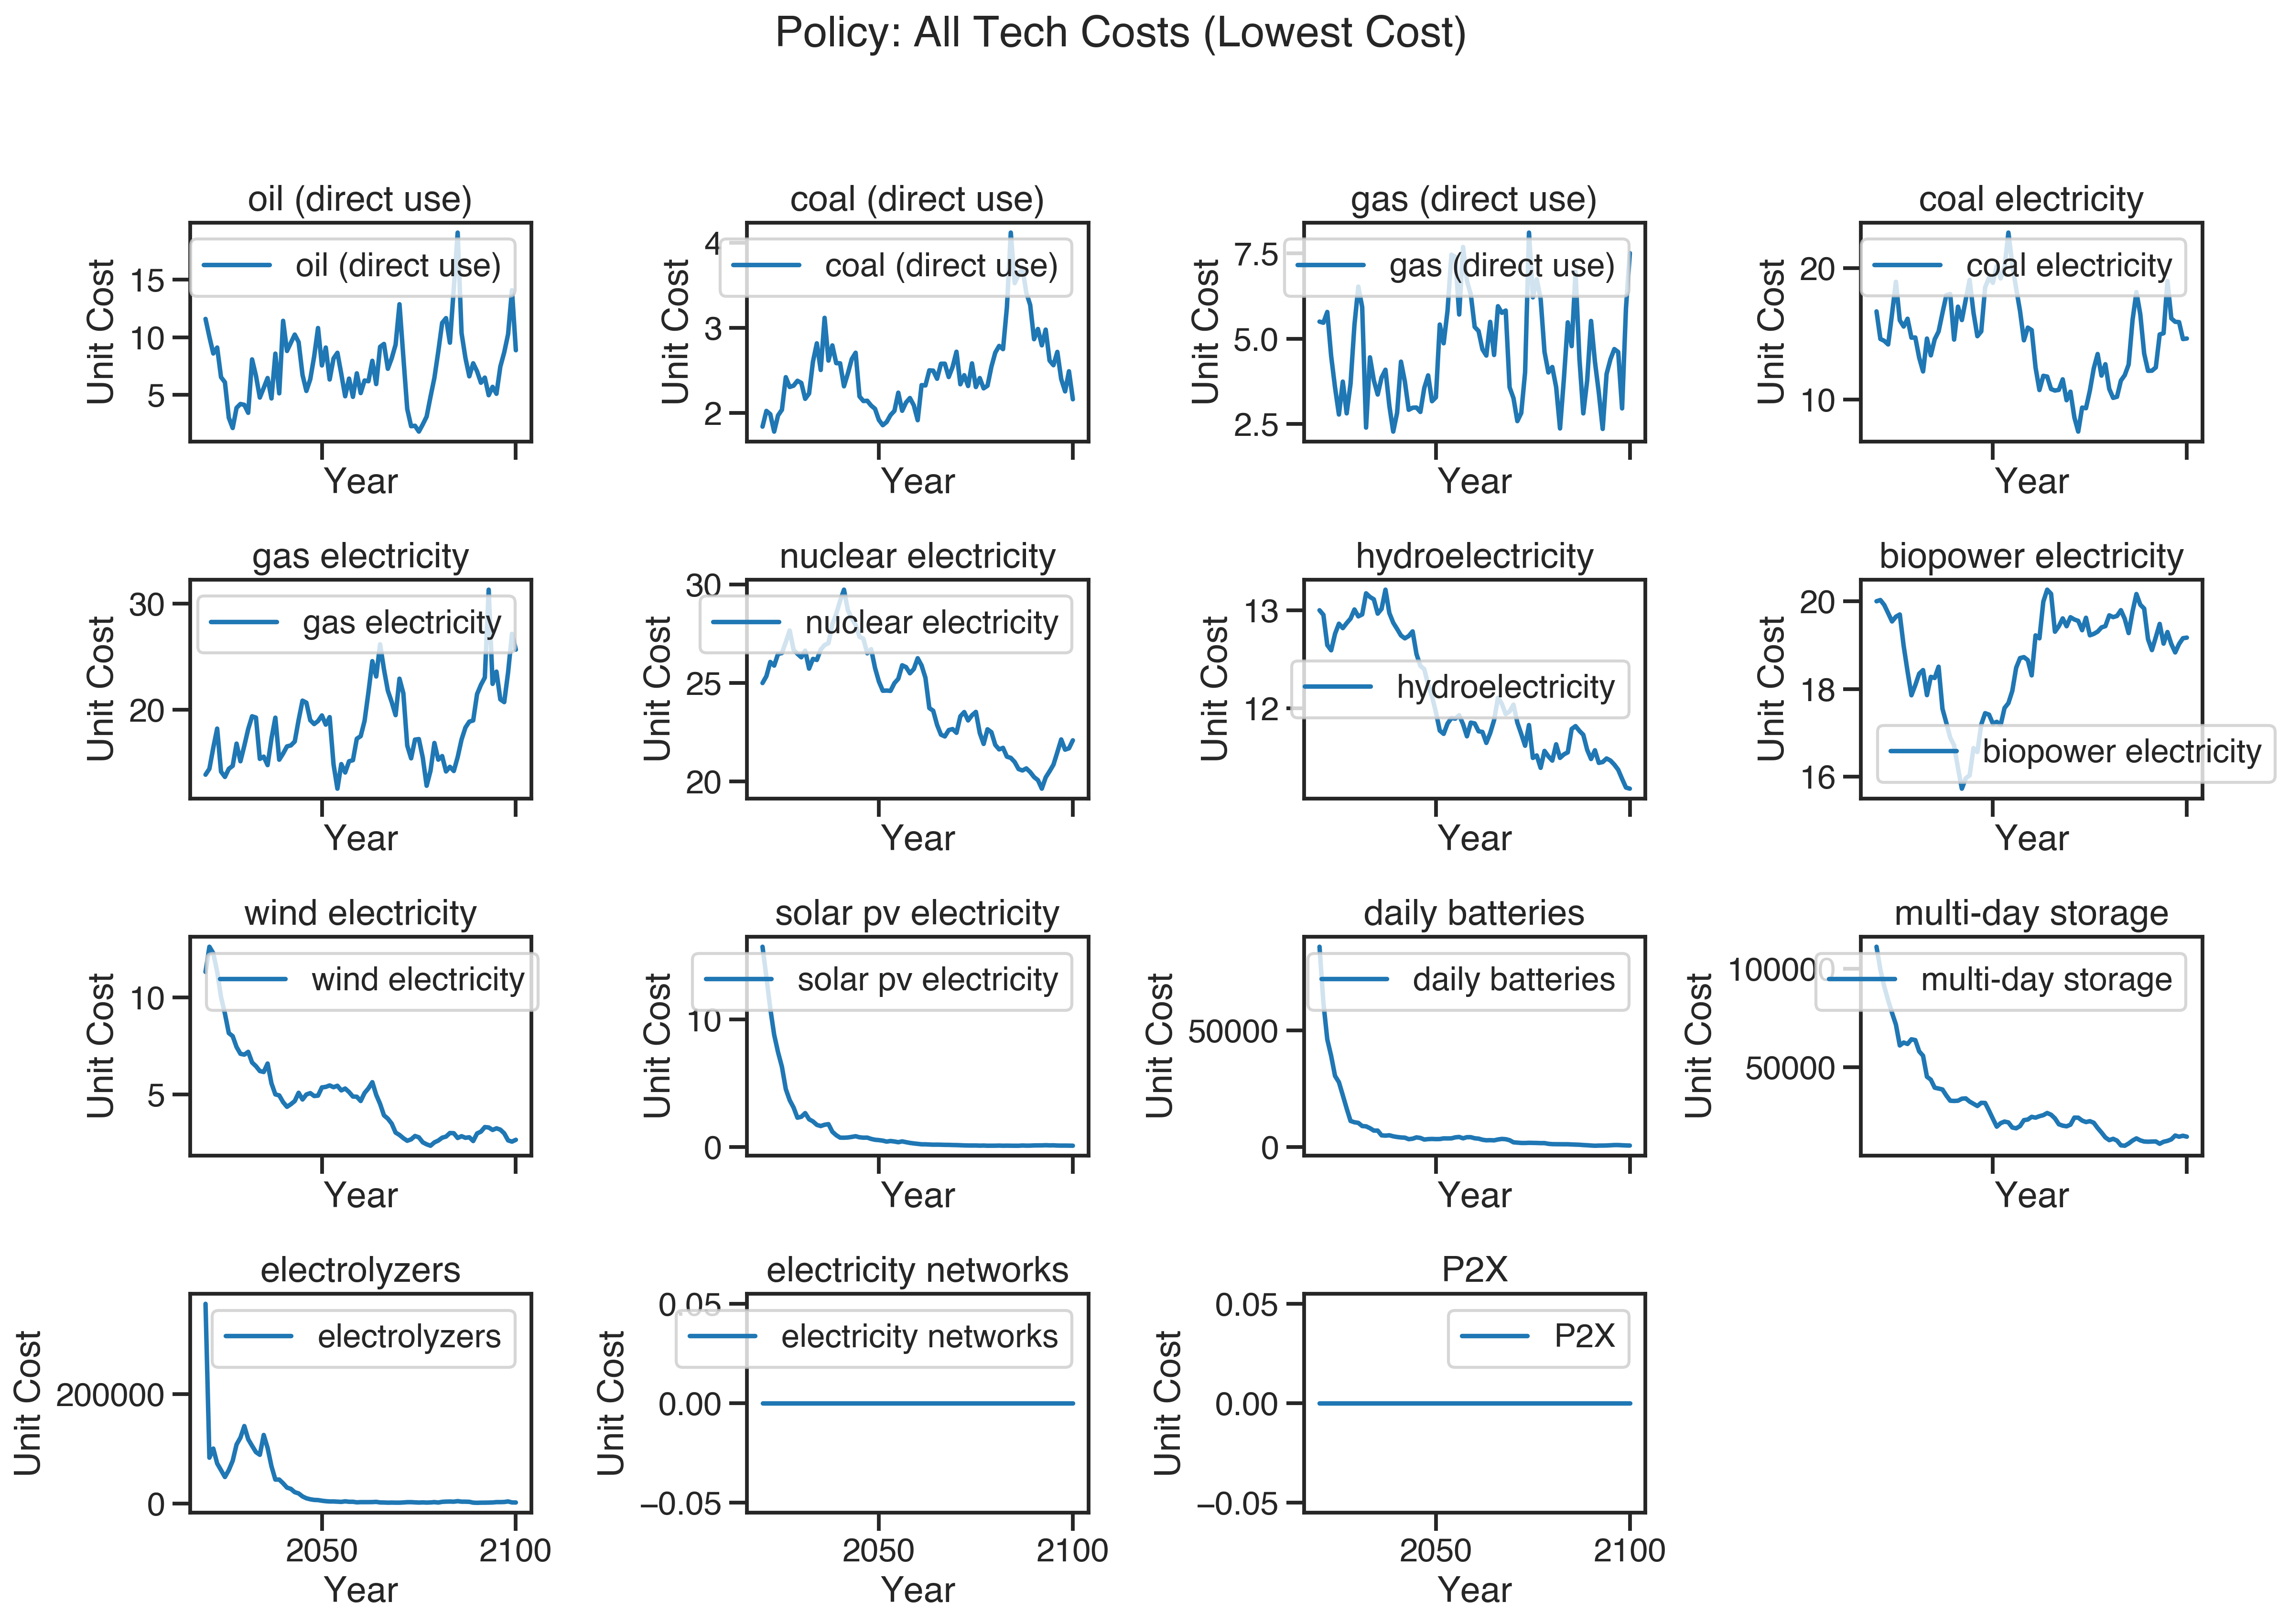 Policy: All Tech Costs (Lowest Cost)
oil (direct use)
oil (direct use)
15
10
5
Unit Cost
Year
coal (direct use)
coal (direct use)
4
3
2
Unit Cost
Year
gas (direct use)
gas (direct use)
7.5
5.0
2.5
Unit Cost
Year
coal electricity
coal electricity
20
10
Unit Cost
Year
gas electricity
gas electricity
30
20
Unit Cost
Year
nuclear electricity
nuclear electricity
30
25
20
Unit Cost
Year
hydroelectricity
hydroelectricity
13
12
Unit Cost
Year
biopower electricity
biopower electricity
20
18
16
Unit Cost
Year
wind electricity
wind electricity
10
5
Unit Cost
Year
solar pv electricity
solar pv electricity
10
0
Unit Cost
Year
daily batteries
daily batteries
50000
0
Unit Cost
Year
multi-day storage
multi-day storage
100000
50000
Unit Cost
Year
electrolyzers
electrolyzers
200000
0
Unit Cost
2050
2100
Year
electricity networks
electricity networks
0.05
0.00
−0.05
Unit Cost
2050
2100
Year
P2X
P2X
0.05
0.00
−0.05
Unit Cost
2050
2100
Year